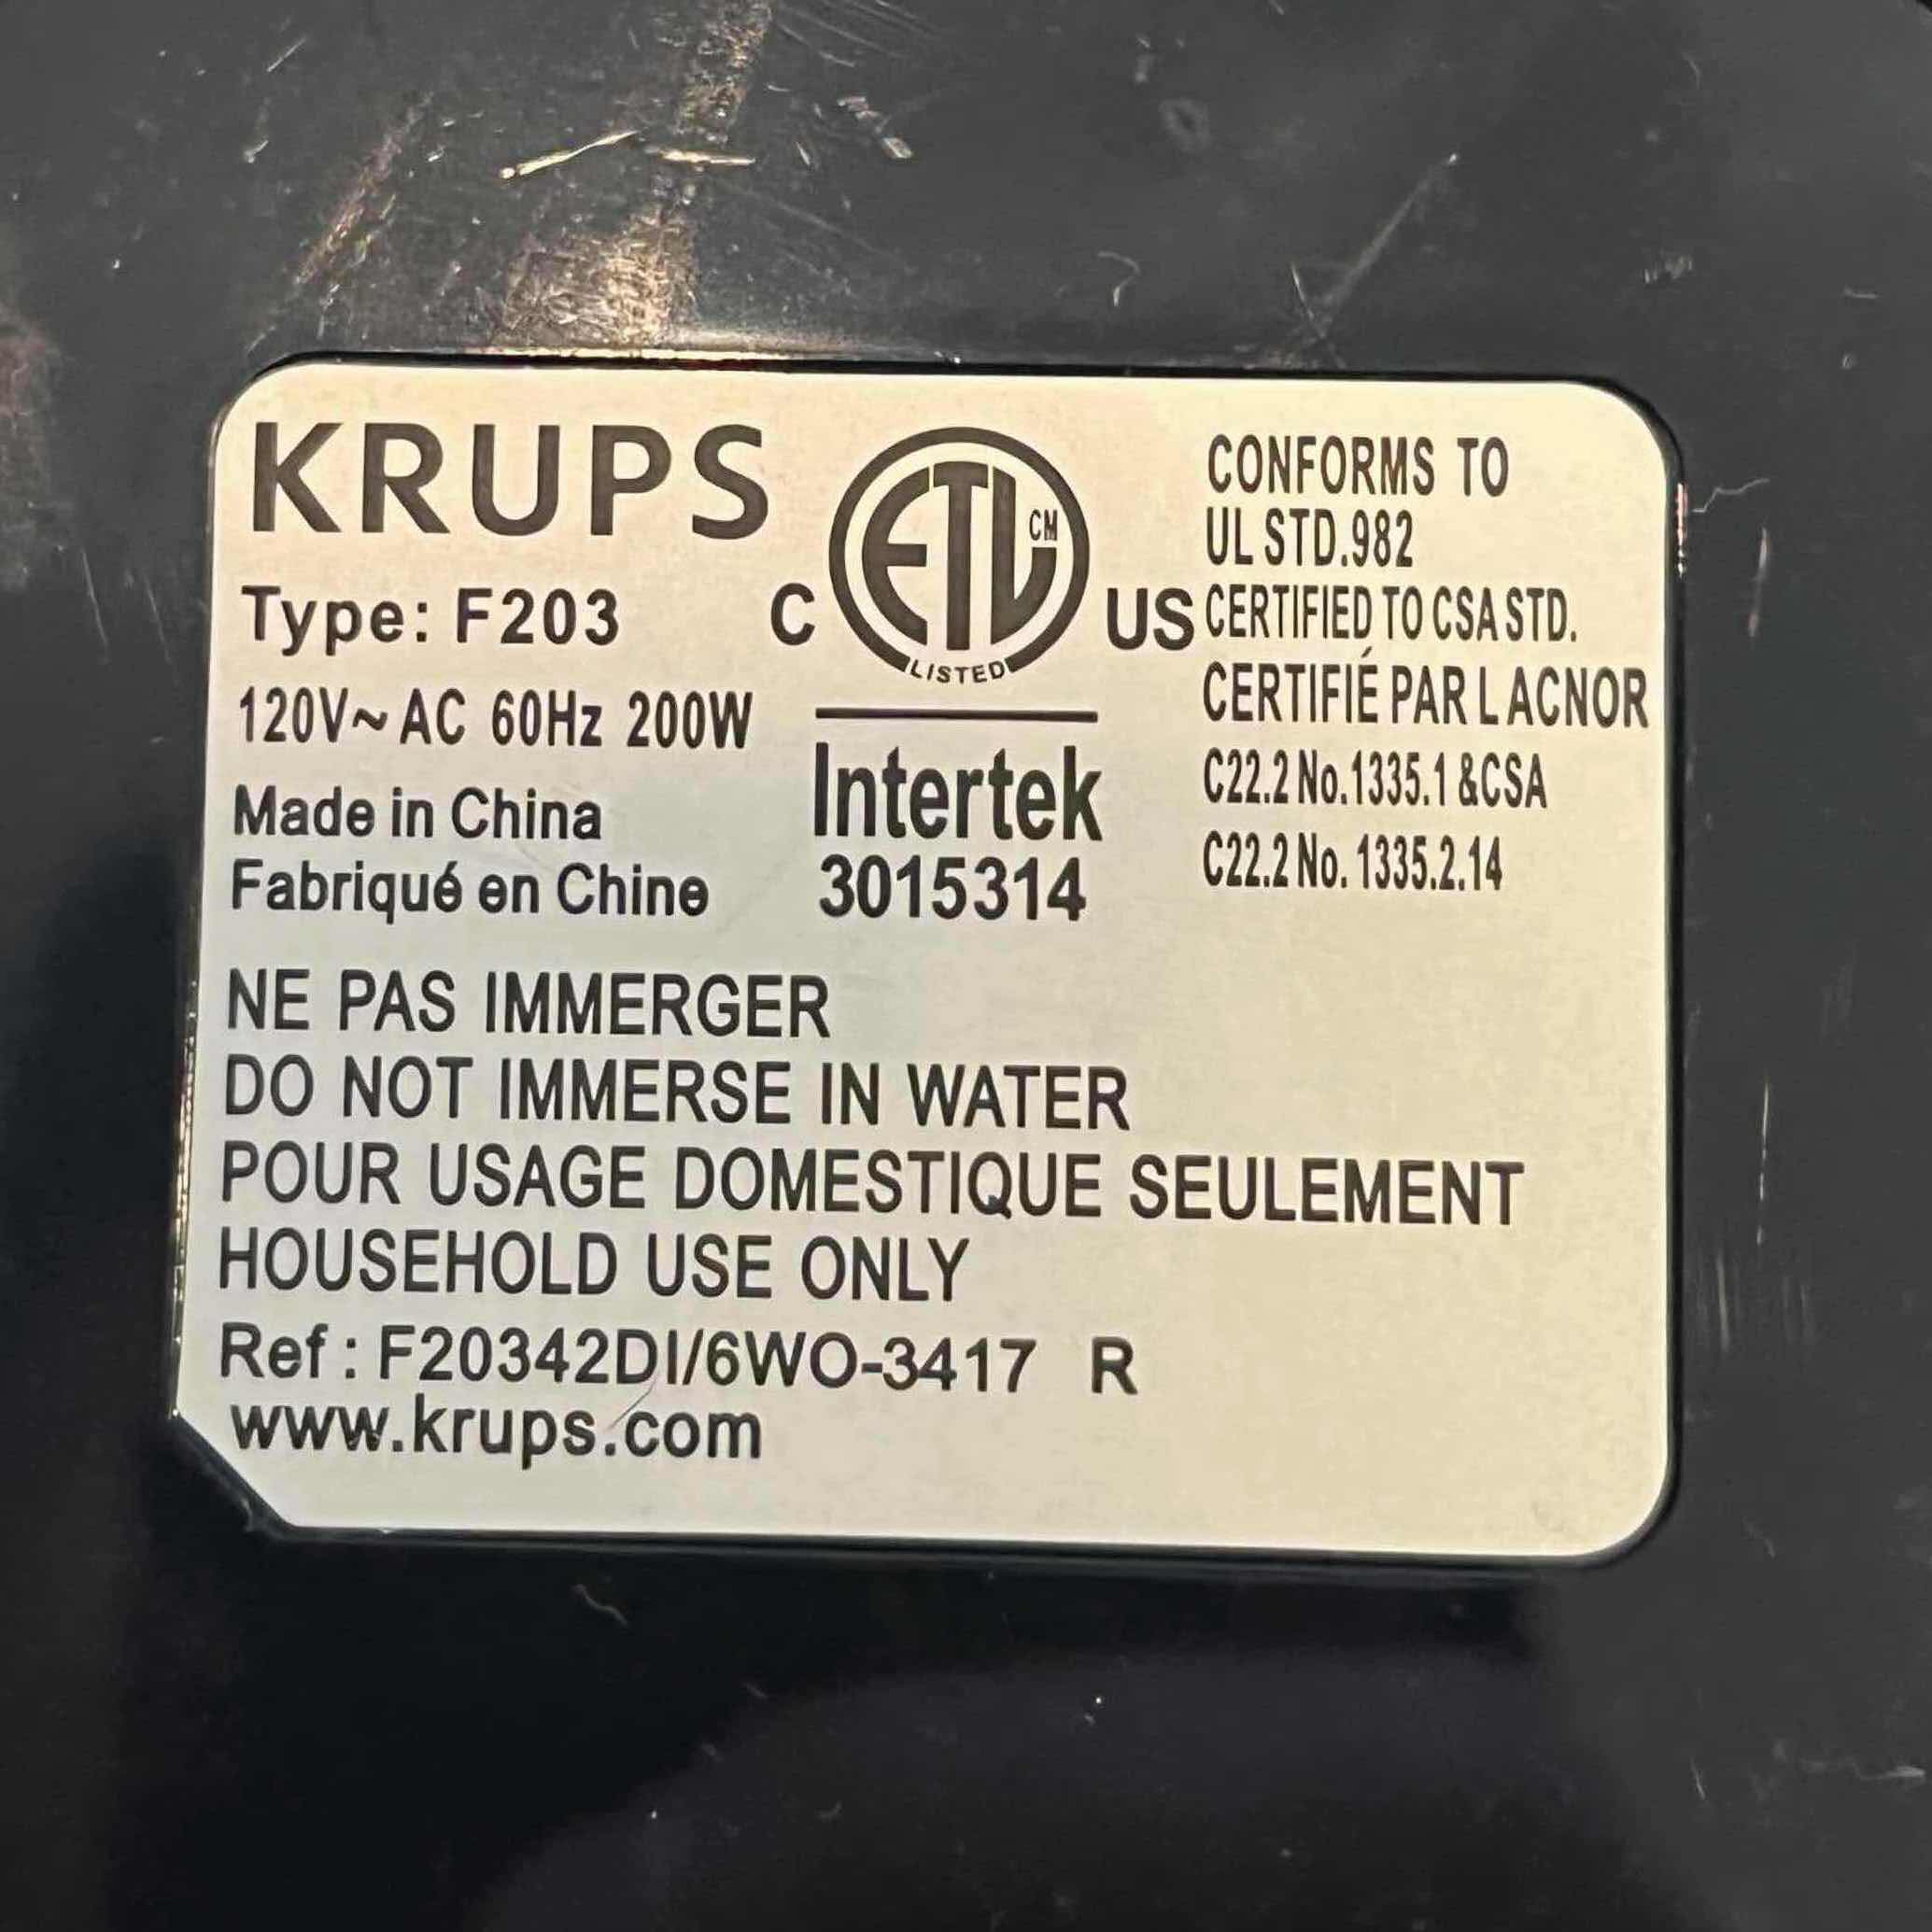 KRUPS
Type: F203
120V~ AC 60Hz 200W
Made in China
Fabriqué en Chine
C ETL CM US
LISTED
Intertek
3015314
CONFORMS TO
UL STD.982
CERTIFIED TO CSA STD.
CERTIFIÉ PAR L ACNOR
C22.2 No.1335.1 &CSA
C22.2 No. 1335.2.14
NE PAS IMMERGER
DO NOT IMMERSE IN WATER
POUR USAGE DOMESTIQUE SEULEMENT
HOUSEHOLD USE ONLY
Ref : F20342DI/6WO-3417 R
www.krups.com